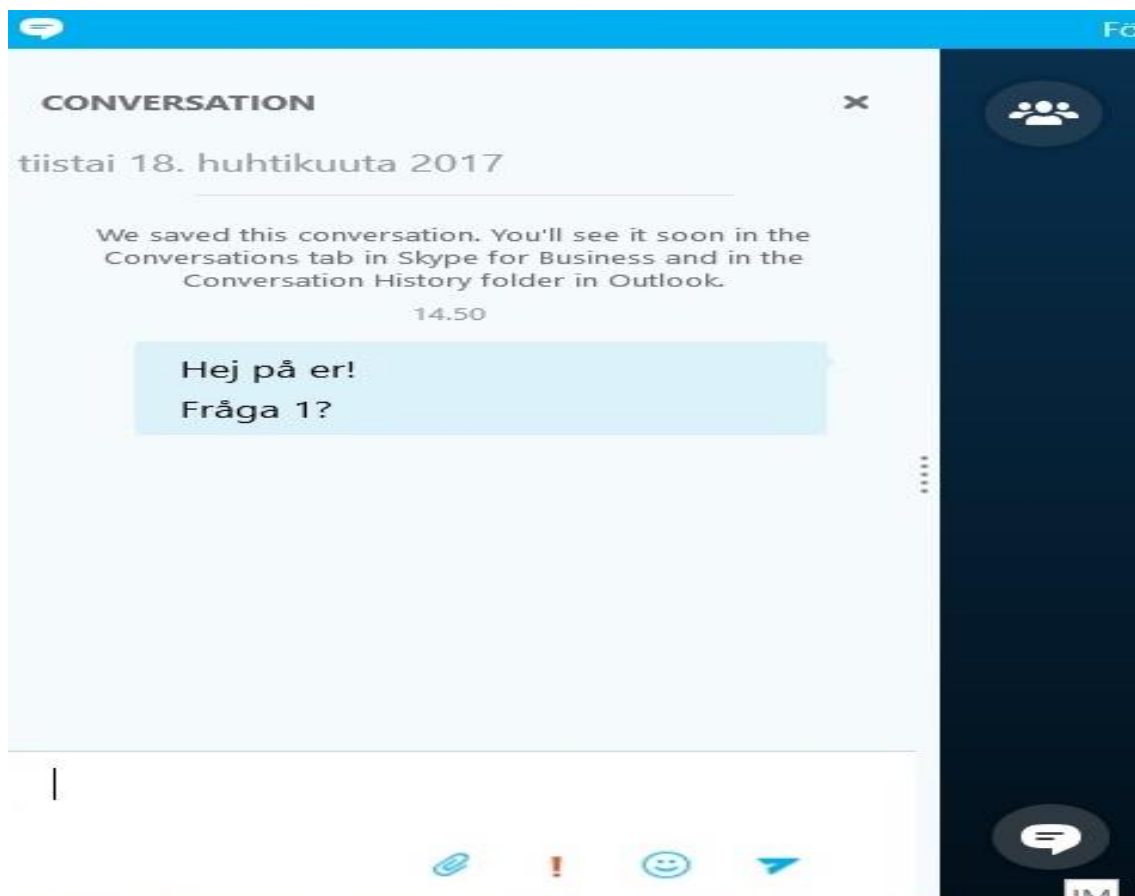 Fö
CONVERSATION
tiistai 18. huhtikuuta 2017
We saved this conversation. You'll see it soon in the
Conversations tab in Skype for Business and in the
Conversation History folder in Outlook.
14.50
Hej på er!
Fråga 1?
IM